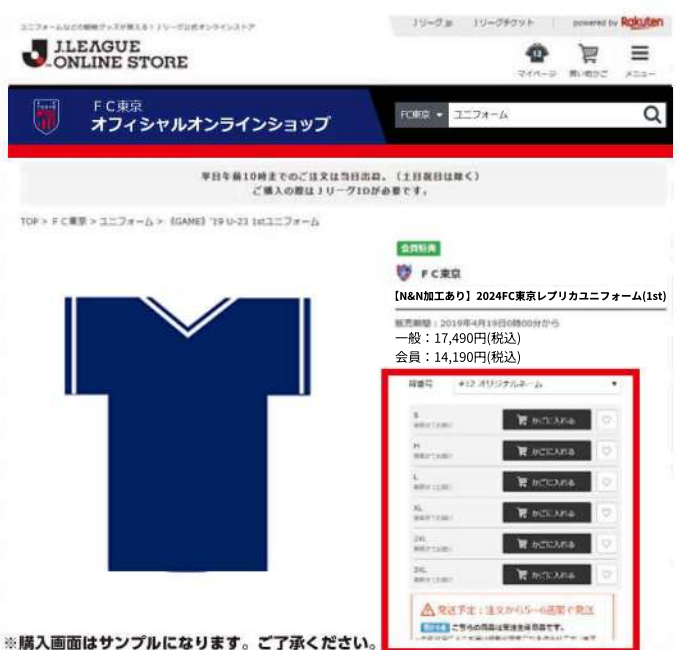 ユニフォームなどの観戦グッズが買える！Jリーグ公式オンラインストア
Jリーグ.jp Jリーグチケット powered by Rakuten
J.LEAGUE
ONLINE STORE
12
マイページ 買い物かご メニュー
FC東京
オフィシャルオンラインショップ
FC東京 ユニフォーム
平日午前10時までのご注文は当日出荷。（土日祝日は除く）
ご購入の際はJリーグIDが必要です。
TOP > FC東京 > ユニフォーム > 《GAME》'19 U-23 1stユニフォーム
会員特典
FC東京
【N&N加工あり】2024FC東京レプリカユニフォーム(1st)
販売期間：2019年4月19日0時00分から
一般：17,490円(税込)
会員：14,190円(税込)
背番号 #12 オリジナルネーム
S
かごに入れる
M
かごに入れる
L
かごに入れる
XL
かごに入れる
2XL
かごに入れる
3XL
かごに入れる
発送予定：注文から5～6週間で発送
こちらの商品は受注生産商品です。
※購入画面はサンプルになります。ご了承ください。